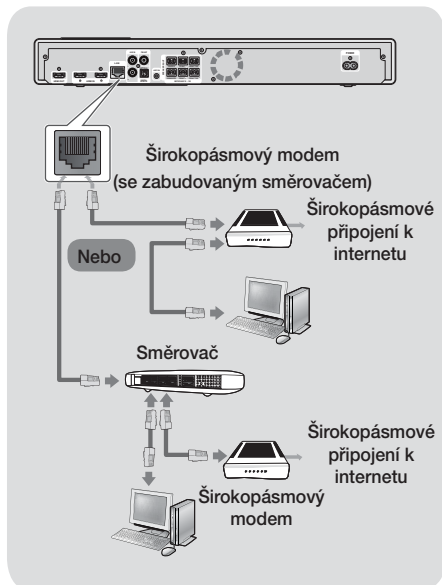 Širokopásmový modem
(se zabudovaným směrovačem)
Širokopásmové
připojení k
internetu
Nebo
Směrovač
Širokopásmové
připojení k
internetu
Širokopásmový
modem